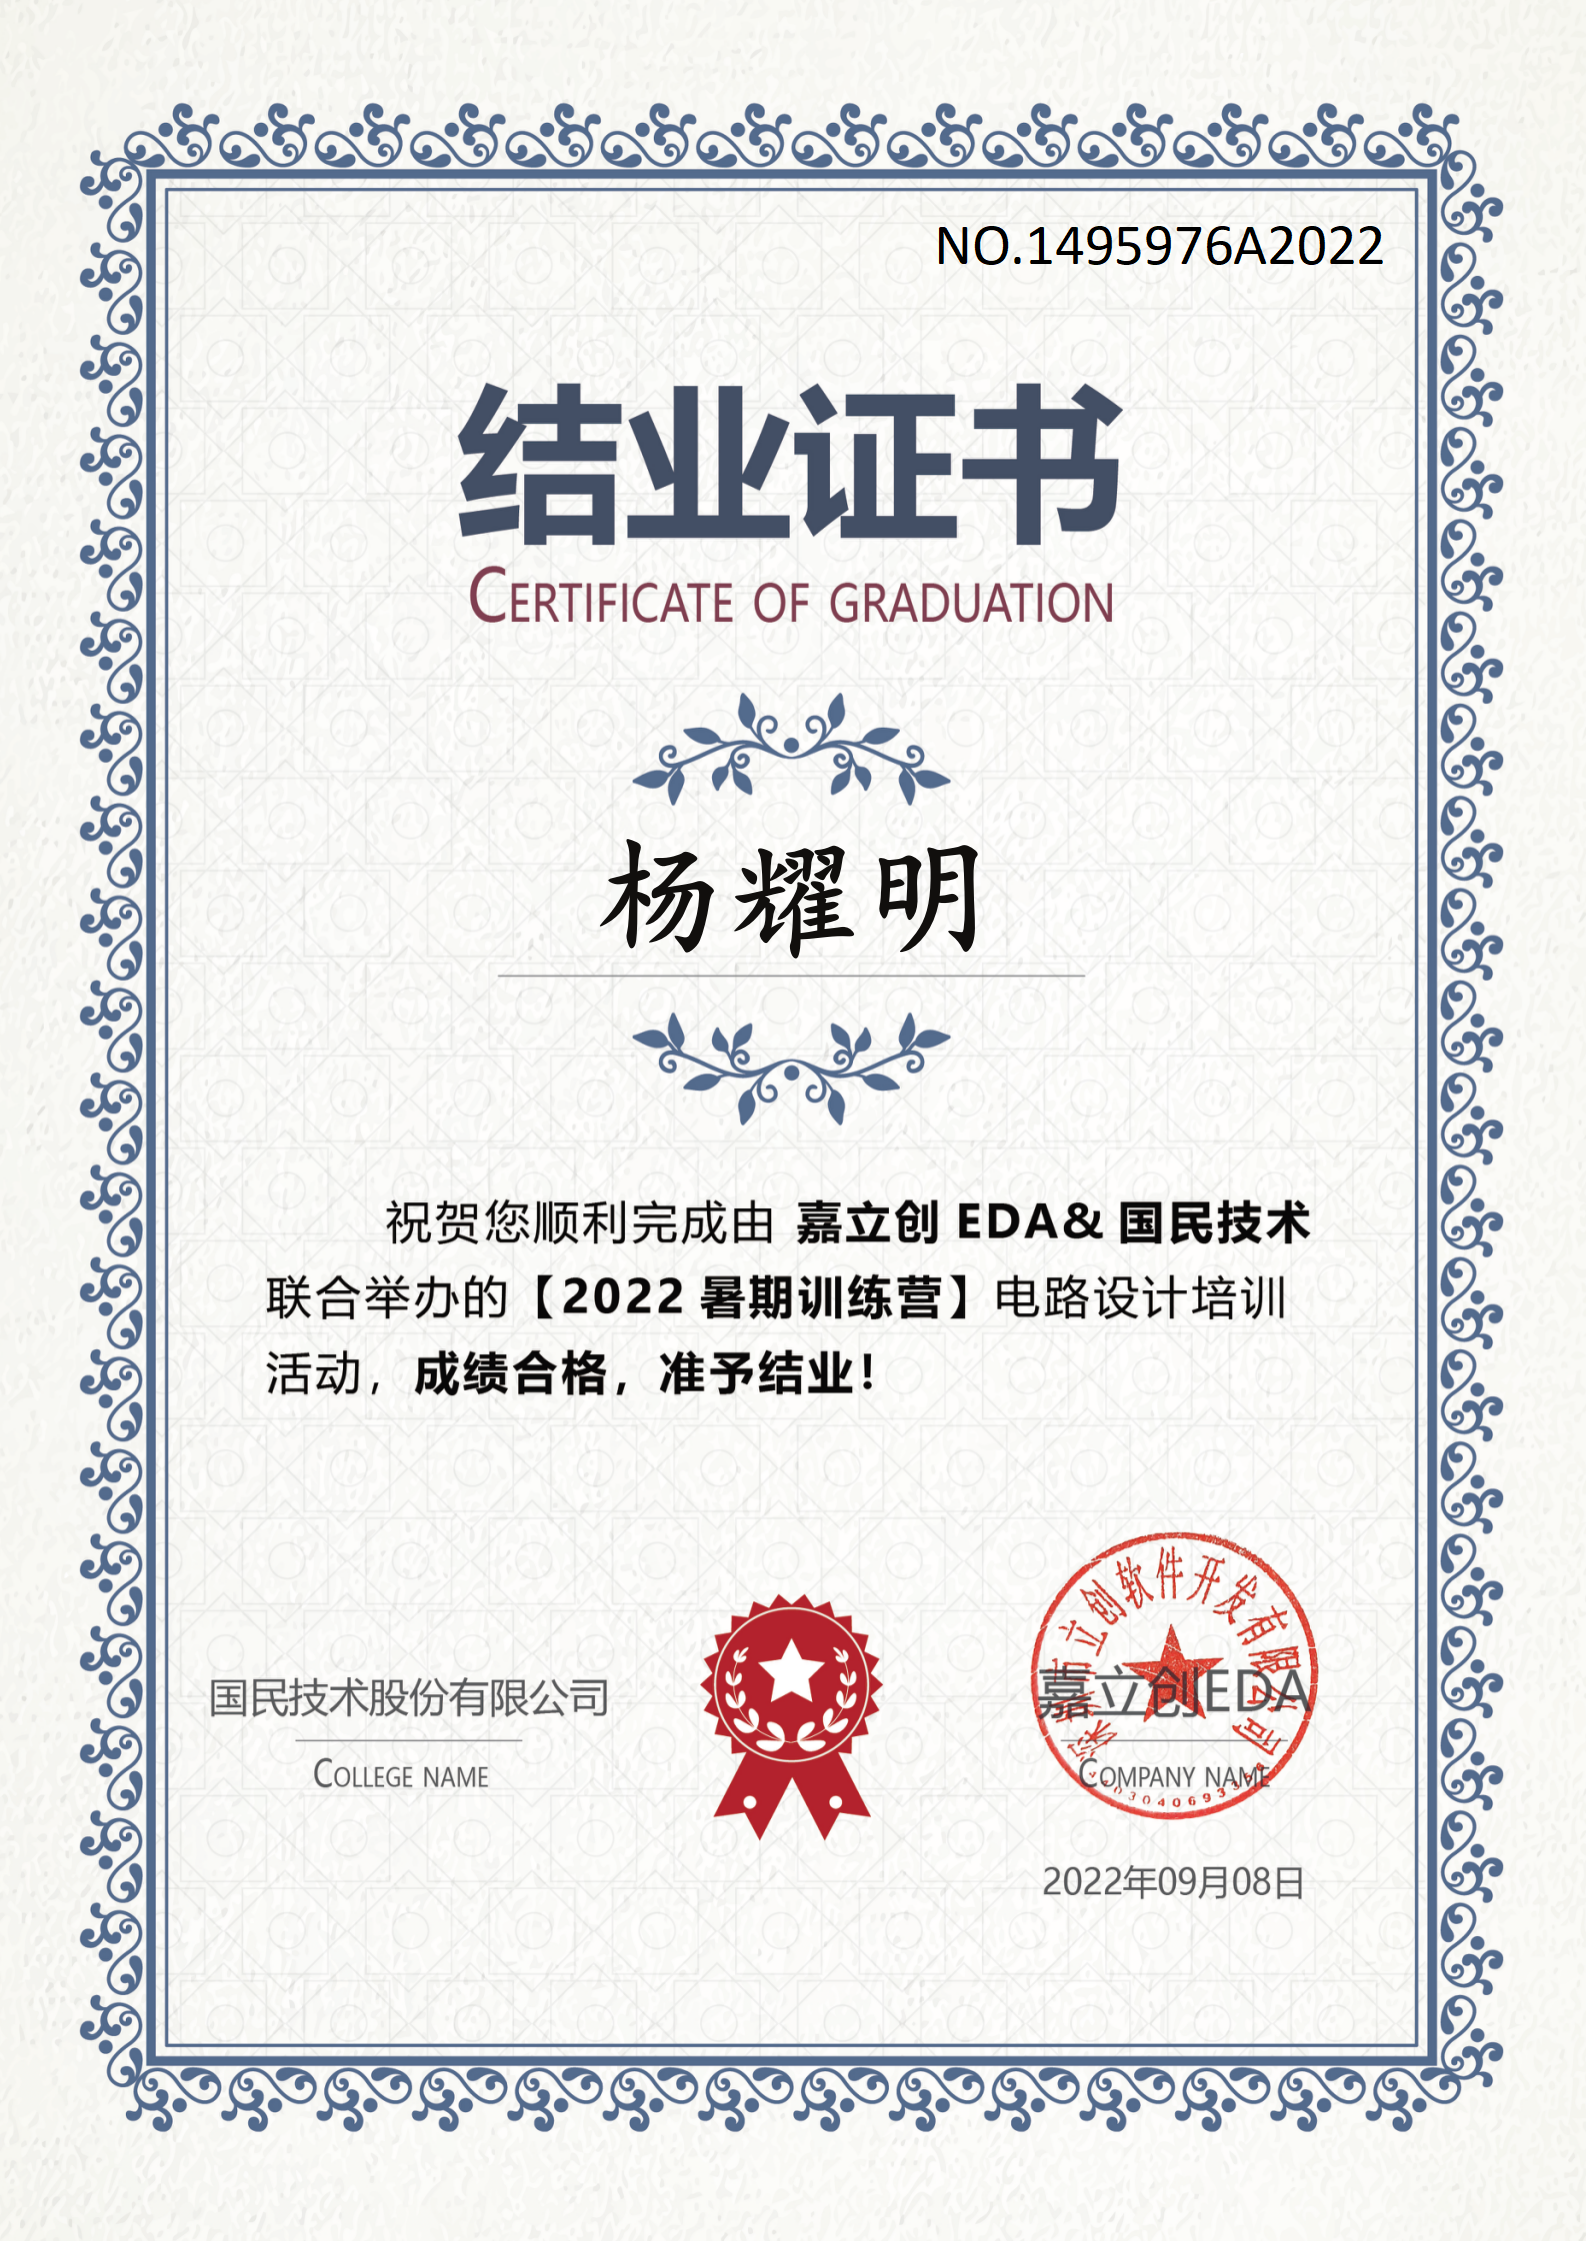 NO.1495976A2022
结业证书
CERTIFICATE OF GRADUATION
杨耀明
祝贺您顺利完成由 嘉立创 EDA& 国民技术
联合举办的【2022 暑期训练营】电路设计培训
活动，成绩合格，准予结业！
国民技术股份有限公司
COLLEGE NAME
立创软件开发有限公司
嘉立创EDA
COMPANY NAME
2022年09月08日